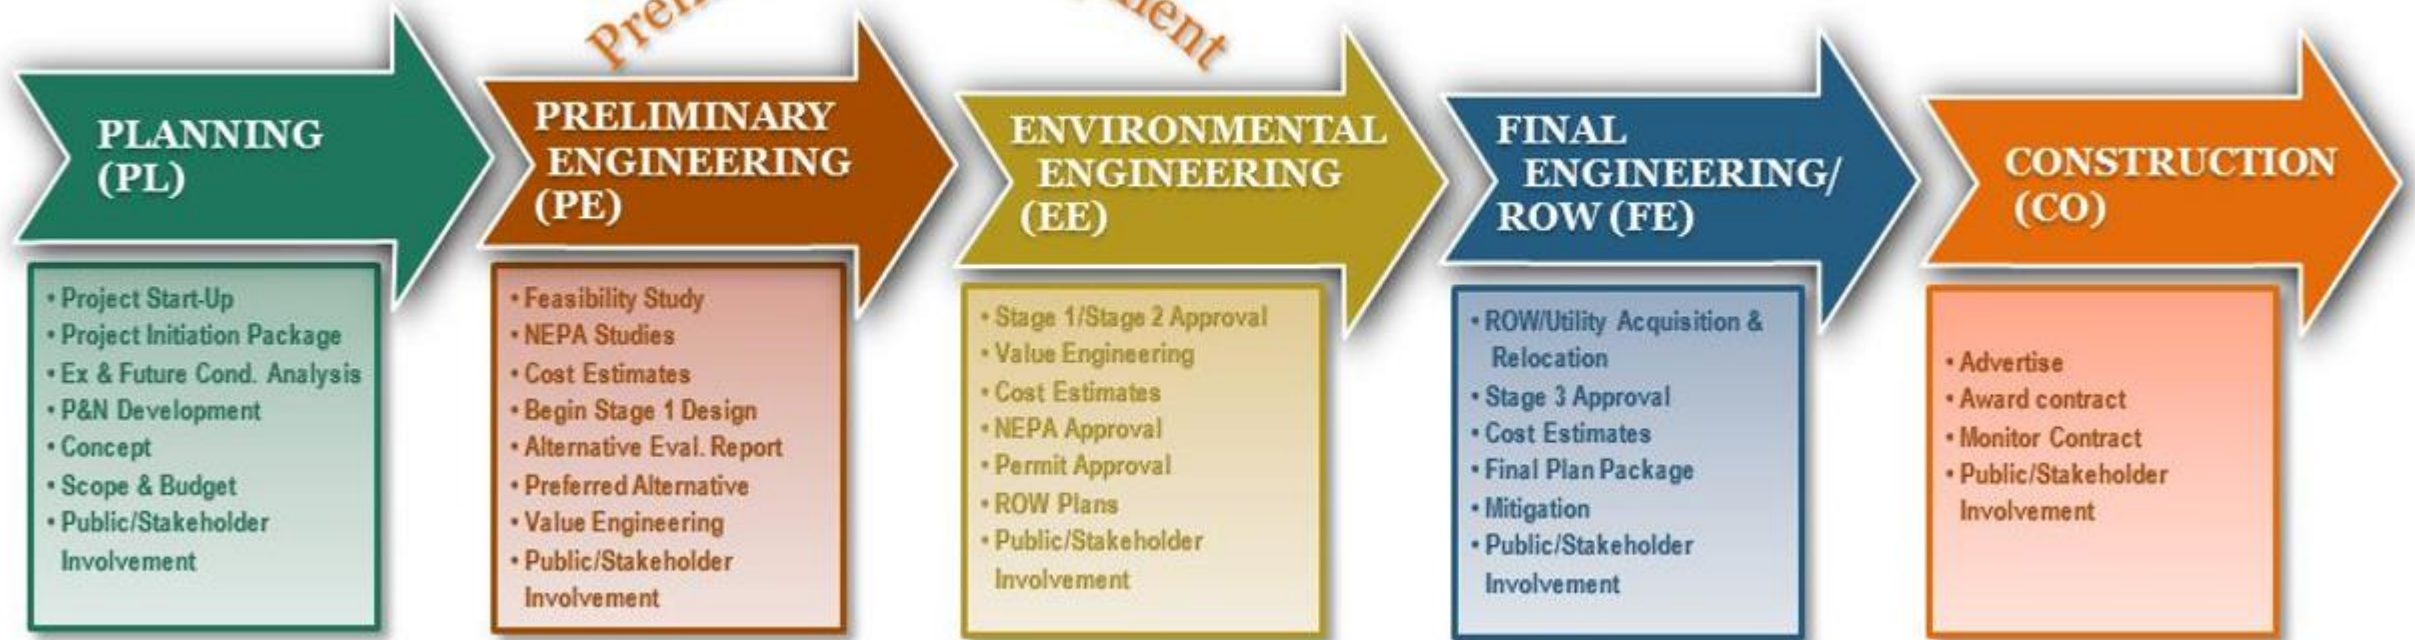 PLANNING
(PL)
• Project Start-Up
• Project Initiation Package
• Ex & Future Cond. Analysis
• P&N Development
• Concept
• Scope & Budget
• Public/Stakeholder
Involvement
PRELIMINARY
ENGINEERING
(PE)
• Feasibility Study
• NEPA Studies
• Cost Estimates
• Begin Stage 1 Design
• Alternative Eval. Report
• Preferred Alternative
• Value Engineering
• Public/Stakeholder
Involvement
ENVIRONMENTAL
ENGINEERING
(EE)
• Stage 1/Stage 2 Approval
• Value Engineering
• Cost Estimates
• NEPA Approval
• Permit Approval
• ROW Plans
• Public/Stakeholder
Involvement
FINAL
ENGINEERING/
ROW (FE)
• ROW/Utility Acquisition &
Relocation
• Stage 3 Approval
• Cost Estimates
• Final Plan Package
• Mitigation
• Public/Stakeholder
Involvement
CONSTRUCTION
(CO)
• Advertise
• Award contract
• Monitor Contract
• Public/Stakeholder
Involvement